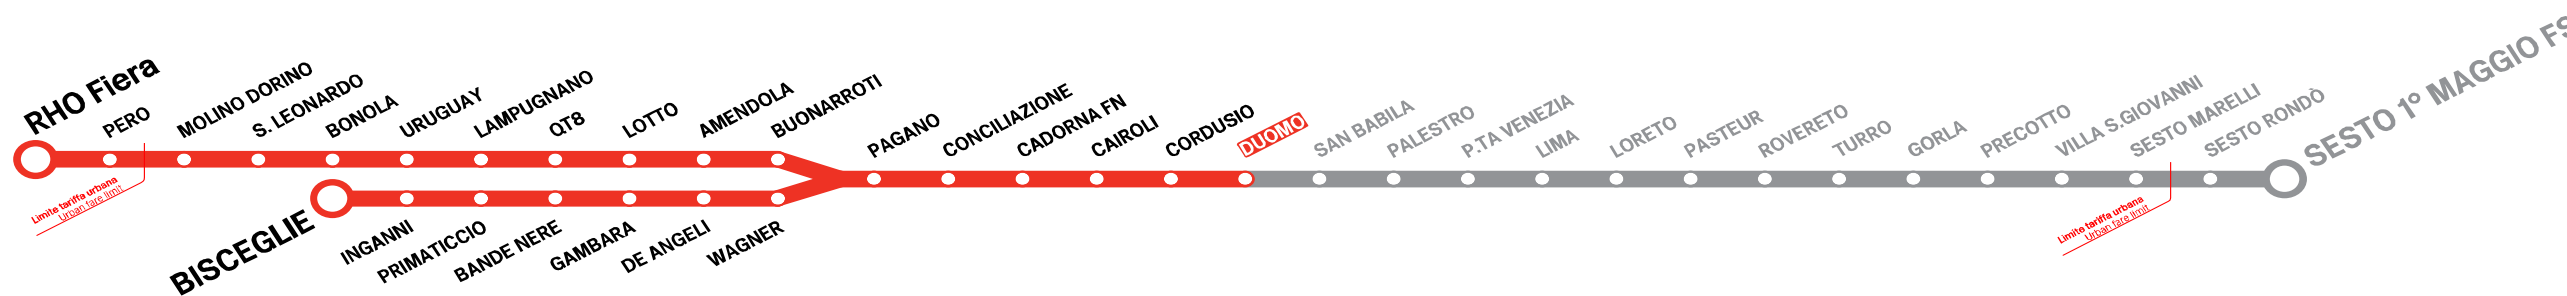 RHO Fiera
PERO
MOLINO DORINO
S. LEONARDO
BONOLA
URUGUAY
LAMPUGNANO
QT8
LOTTO
AMENDOLA
BUONARROTI
PAGANO
CONCILIAZIONE
CADORNA FN
CAIROLI
CORDUSIO
DUOMO
SAN BABILA
PALESTRO
P.TA VENEZIA
LIMA
LORETO
PASTEUR
ROVERETO
TURRO
GORLA
PRECOTTO
VILLA S.GIOVANNI
SESTO MARELLI
SESTO RONDÒ
SESTO 1° MAGGIO FS
Limite tariffa urbana
Urban fare limit
BISCEGLIE
INGANNI
PRIMATICCIO
BANDE NERE
GAMBARA
DE ANGELI
WAGNER
Limite tariffa urbana
Urban fare limit